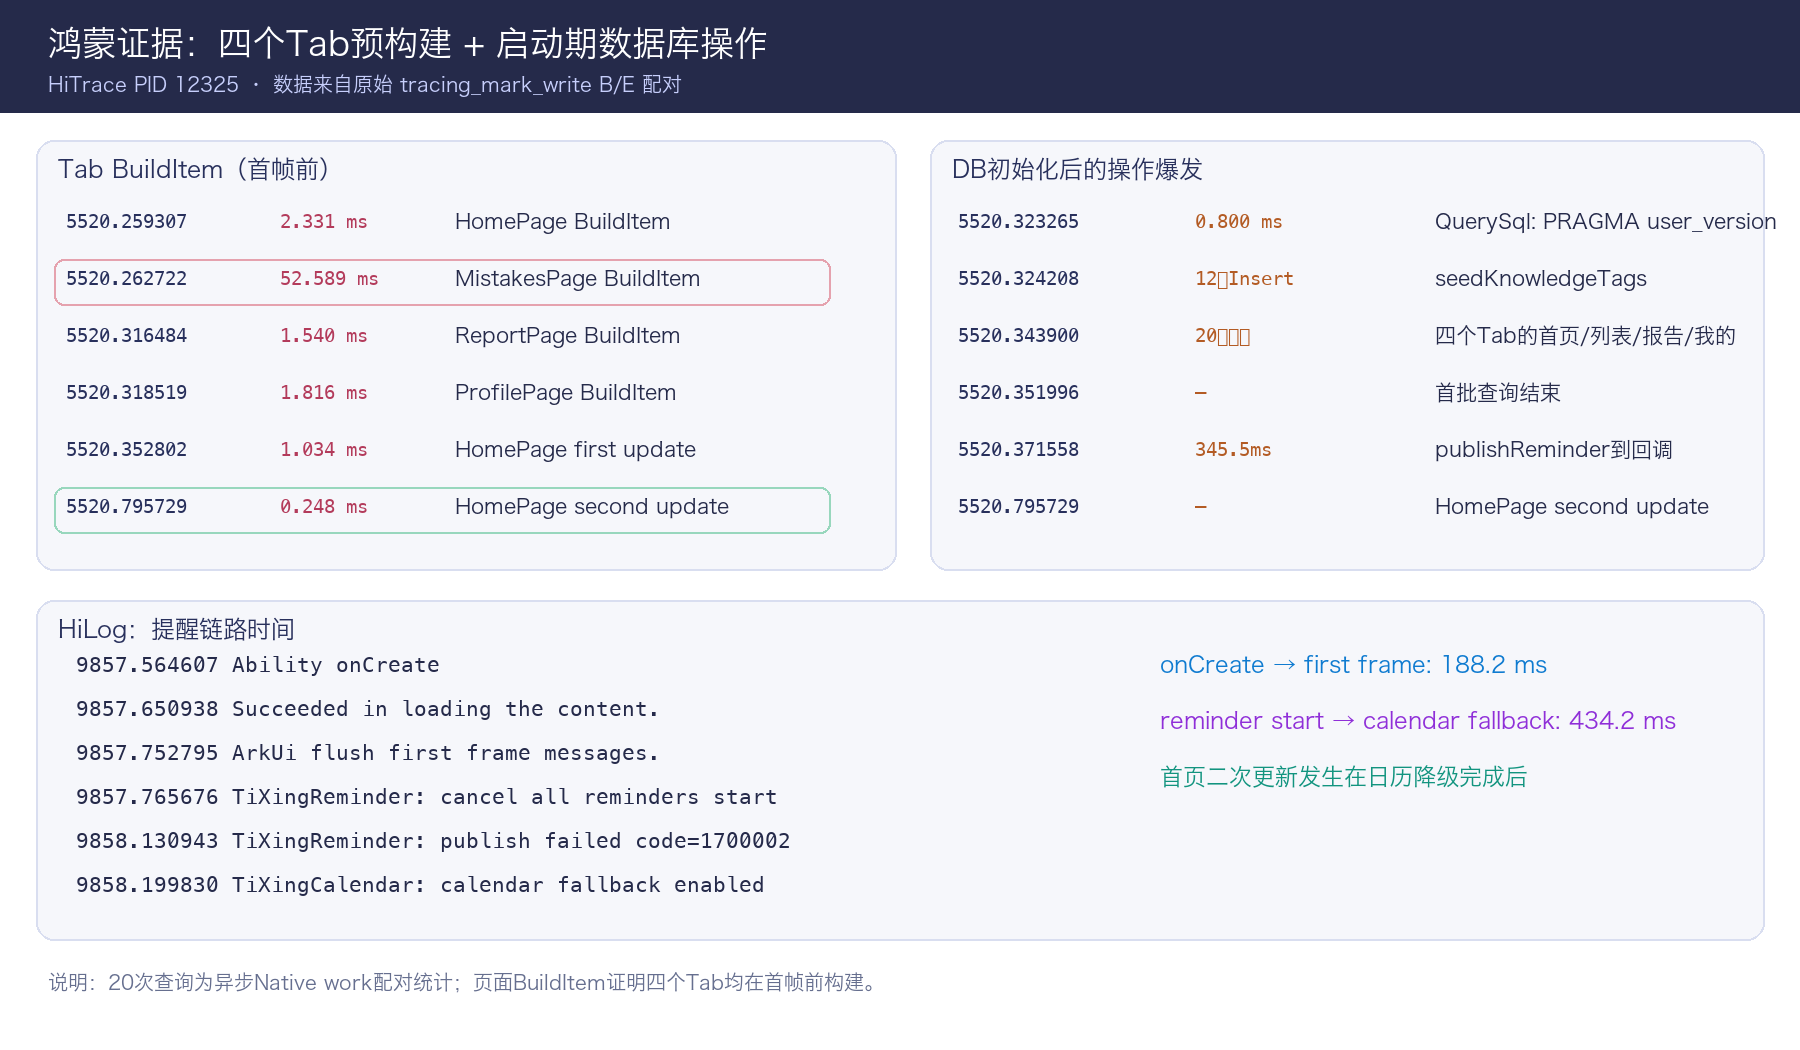 鸿蒙证据：四个Tab预构建 + 启动期数据库操作
HiTrace PID 12325 · 数据来自原始 tracing_mark_write B/E 配对
Tab BuildItem（首帧前）
5520.259307 2.331 ms HomePage BuildItem
5520.262722 52.589 ms MistakesPage BuildItem
5520.316484 1.540 ms ReportPage BuildItem
5520.318519 1.816 ms ProfilePage BuildItem
5520.352802 1.034 ms HomePage first update
5520.795729 0.248 ms HomePage second update
DB初始化后的操作爆发
5520.323265 0.800 ms QuerySql: PRAGMA user_version
5520.324208 12□Insert seedKnowledgeTags
5520.343900 20□□□ 四个Tab的首页/列表/报告/我的
5520.351996 — 首批查询结束
5520.371558 345.5ms publishReminder到回调
5520.795729 — HomePage second update
HiLog：提醒链路时间
9857.564607 Ability onCreate
9857.650938 Succeeded in loading the content.
9857.752795 ArkUi flush first frame messages.
9857.765676 TiXingReminder: cancel all reminders start
9858.130943 TiXingReminder: publish failed code=1700002
9858.199830 TiXingCalendar: calendar fallback enabled
onCreate → first frame: 188.2 ms
reminder start → calendar fallback: 434.2 ms
首页二次更新发生在日历降级完成后
说明：20次查询为异步Native work配对统计；页面BuildItem证明四个Tab均在首帧前构建。